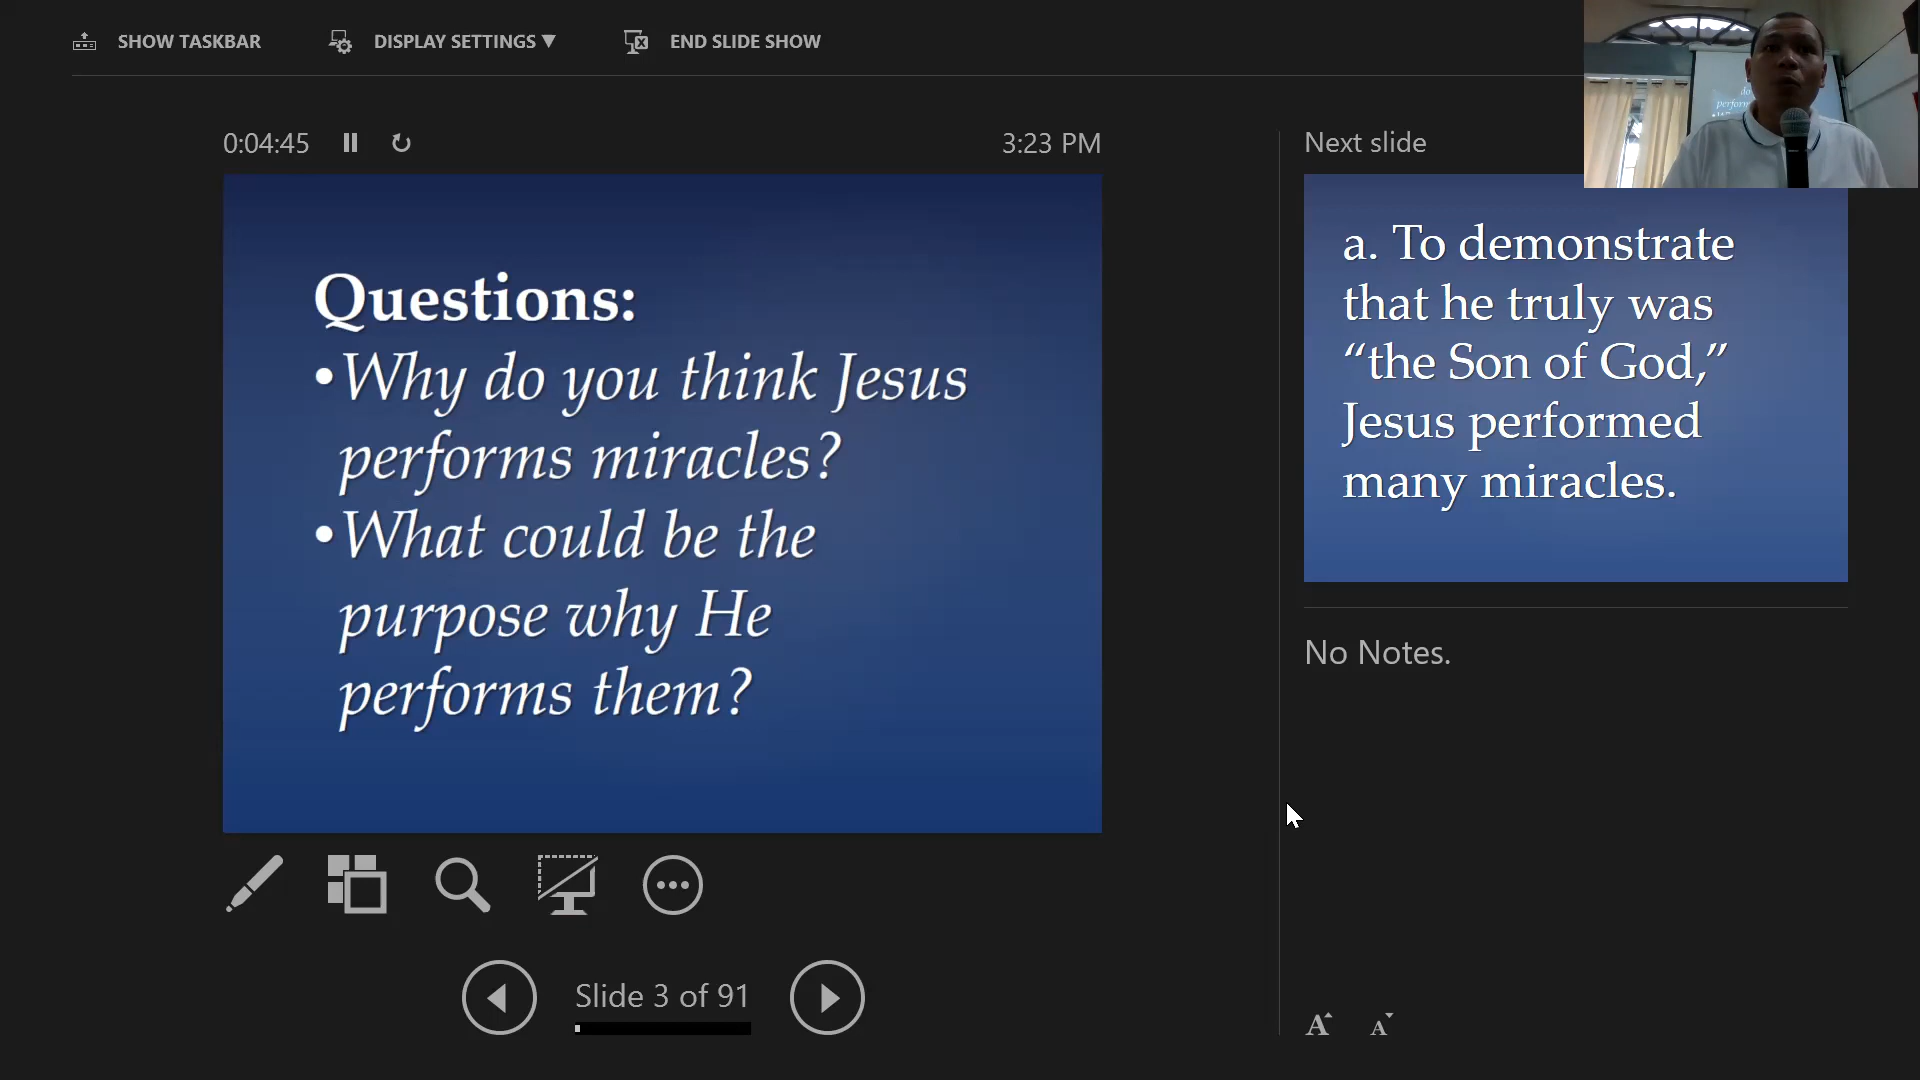 SHOW TASKBAR
DISPLAY SETTINGS ▼
END SLIDE SHOW
0:04:45
3:23 PM
Questions:
•Why do you think Jesus
performs miracles?
•What could be the
purpose why He
performs them?
Slide 3 of 91
Next slide
a. To demonstrate
that he truly was
“the Son of God,”
Jesus performed
many miracles.
No Notes.
A
A